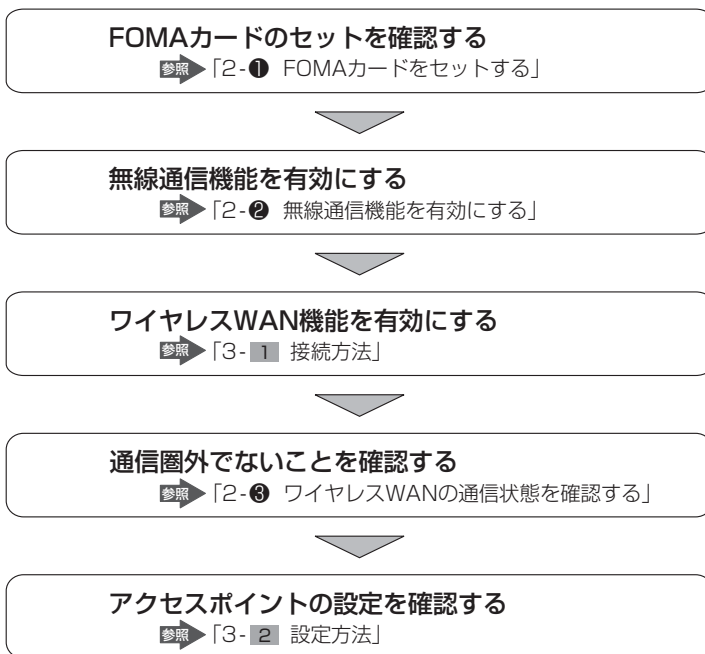 FOMAカードのセットを確認する
参照 「2-❶ FOMAカードをセットする」
無線通信機能を有効にする
参照 「2-❷ 無線通信機能を有効にする」
ワイヤレスWAN機能を有効にする
参照 「3- 1 接続方法」
通信圏外でないことを確認する
参照 「2-❸ ワイヤレスWANの通信状態を確認する」
アクセスポイントの設定を確認する
参照 「3- 2 設定方法」